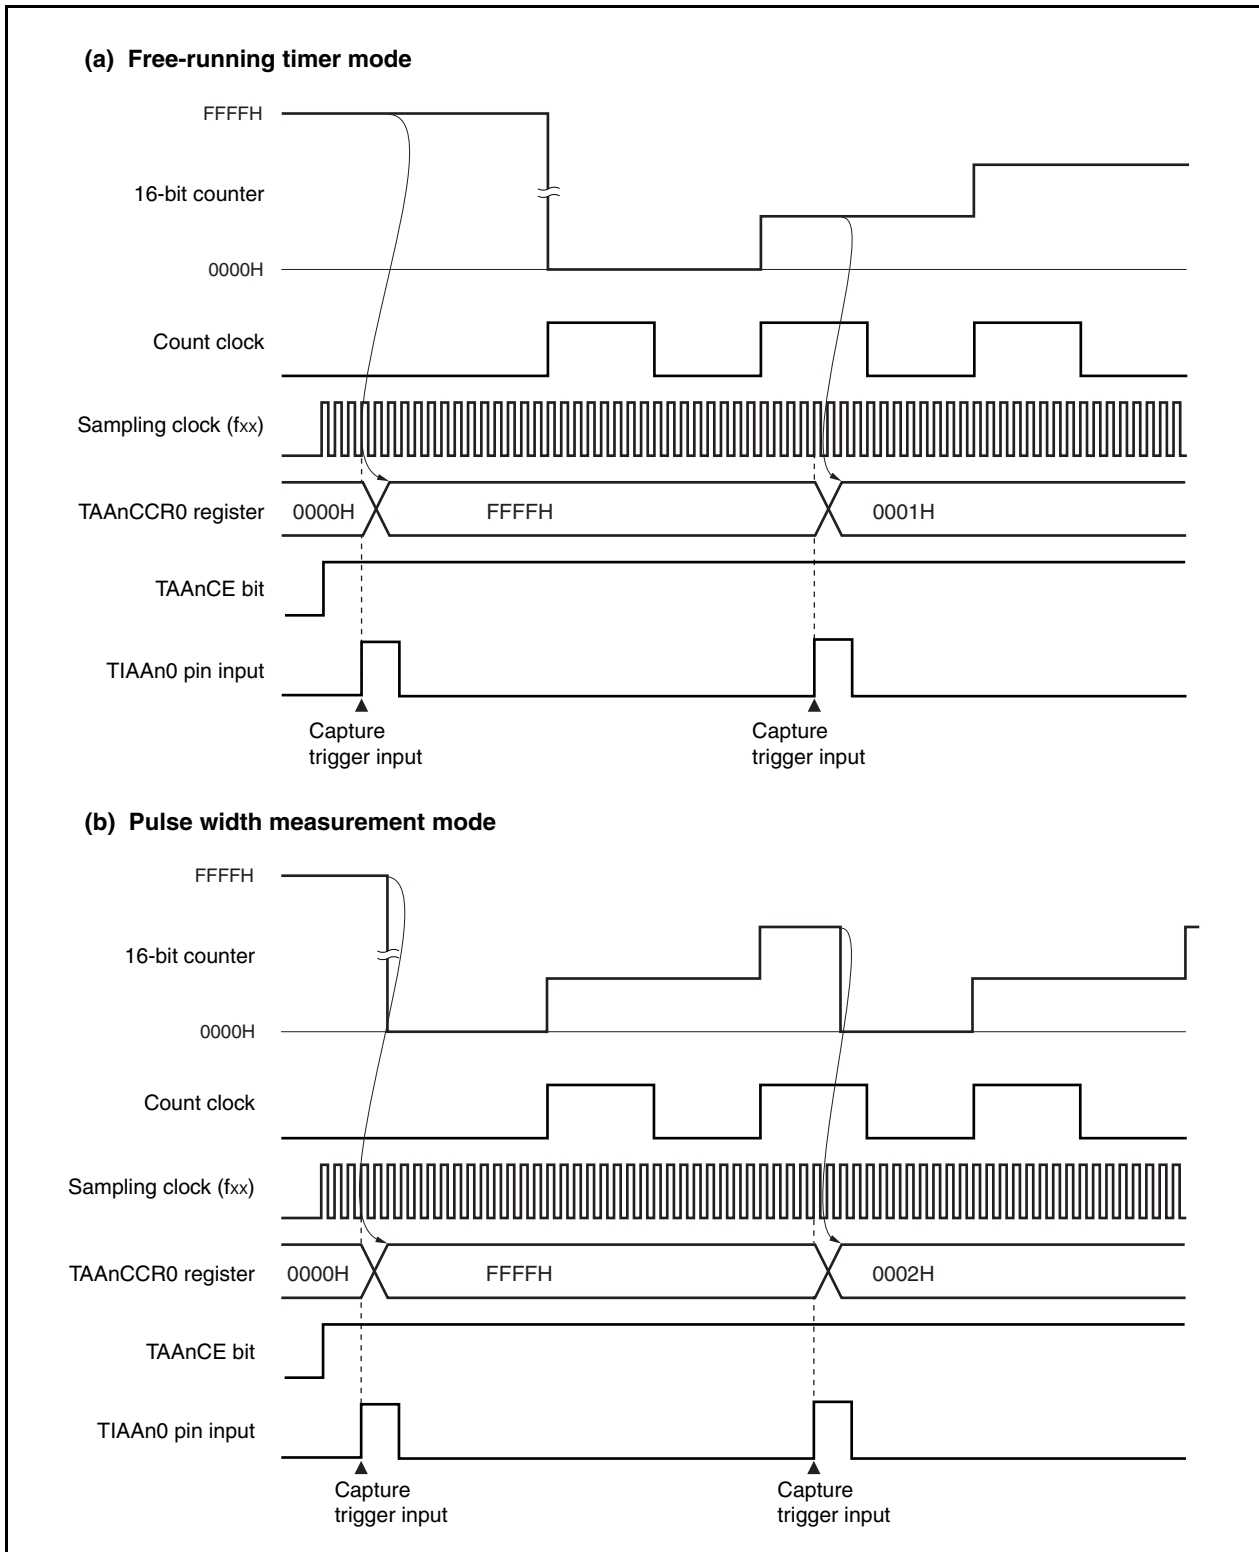 (a) Free-running timer mode
FFFFH
16-bit counter
0000H
Count clock
Sampling clock (fxx)
TAAnCCR0 register 0000H FFFFH 0001H
TAAnCE bit
TIAAn0 pin input
Capture
trigger input
Capture
trigger input
(b) Pulse width measurement mode
FFFFH
16-bit counter
0000H
Count clock
Sampling clock (fxx)
TAAnCCR0 register 0000H FFFFH 0002H
TAAnCE bit
TIAAn0 pin input
Capture
trigger input
Capture
trigger input